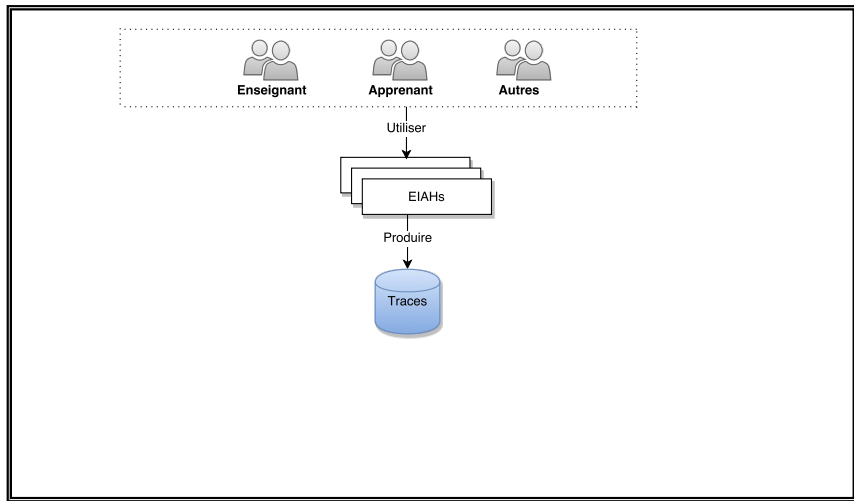 Enseignant Apprenant Autres
Utiliser
EIAHs
Produire
Traces